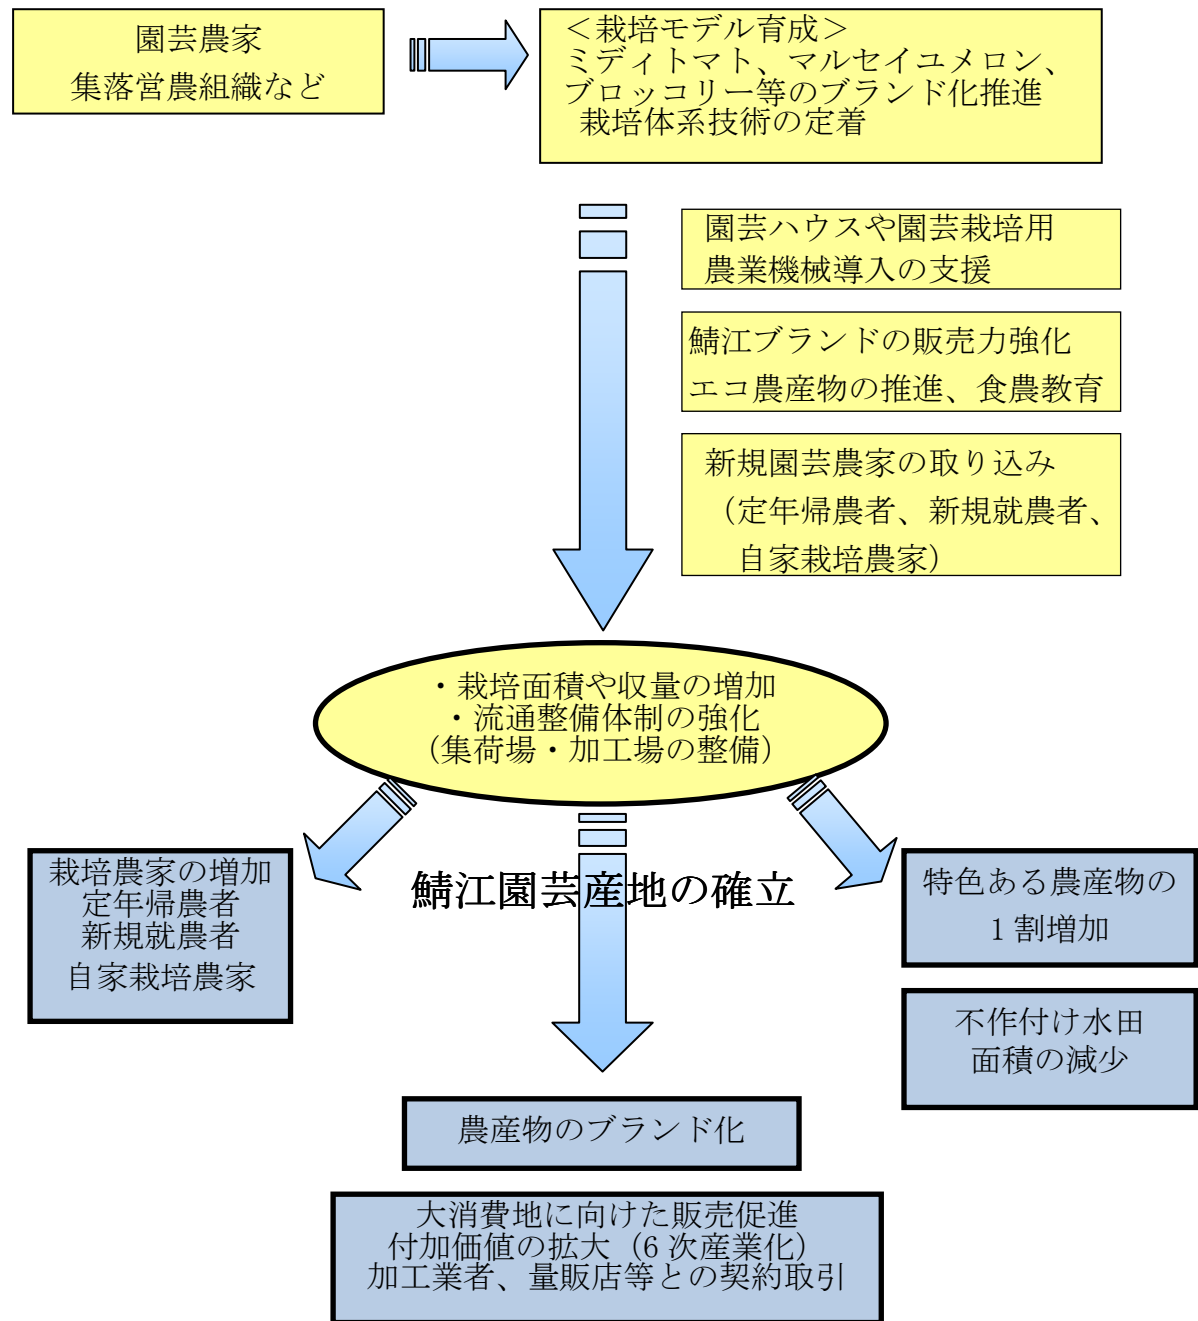 園芸農家
集落営農組織など
＜栽培モデル育成＞
ミディトマト、マルセイユメロン、
ブロッコリー等のブランド化推進
栽培体系技術の定着
園芸ハウスや園芸栽培用
農業機械導入の支援
鯖江ブランドの販売力強化
エコ農産物の推進、食農教育
新規園芸農家の取り込み
（定年帰農者、新規就農者、
自家栽培農家）
・栽培面積や収量の増加
・流通整備体制の強化
（集荷場・加工場の整備）
栽培農家の増加
定年帰農者
新規就農者
自家栽培農家
鯖江園芸産地の確立
特色ある農産物の
1割増加
不作付け水田
面積の減少
農産物のブランド化
大消費地に向けた販売促進
付加価値の拡大（6次産業化）
加工業者、量販店等との契約取引